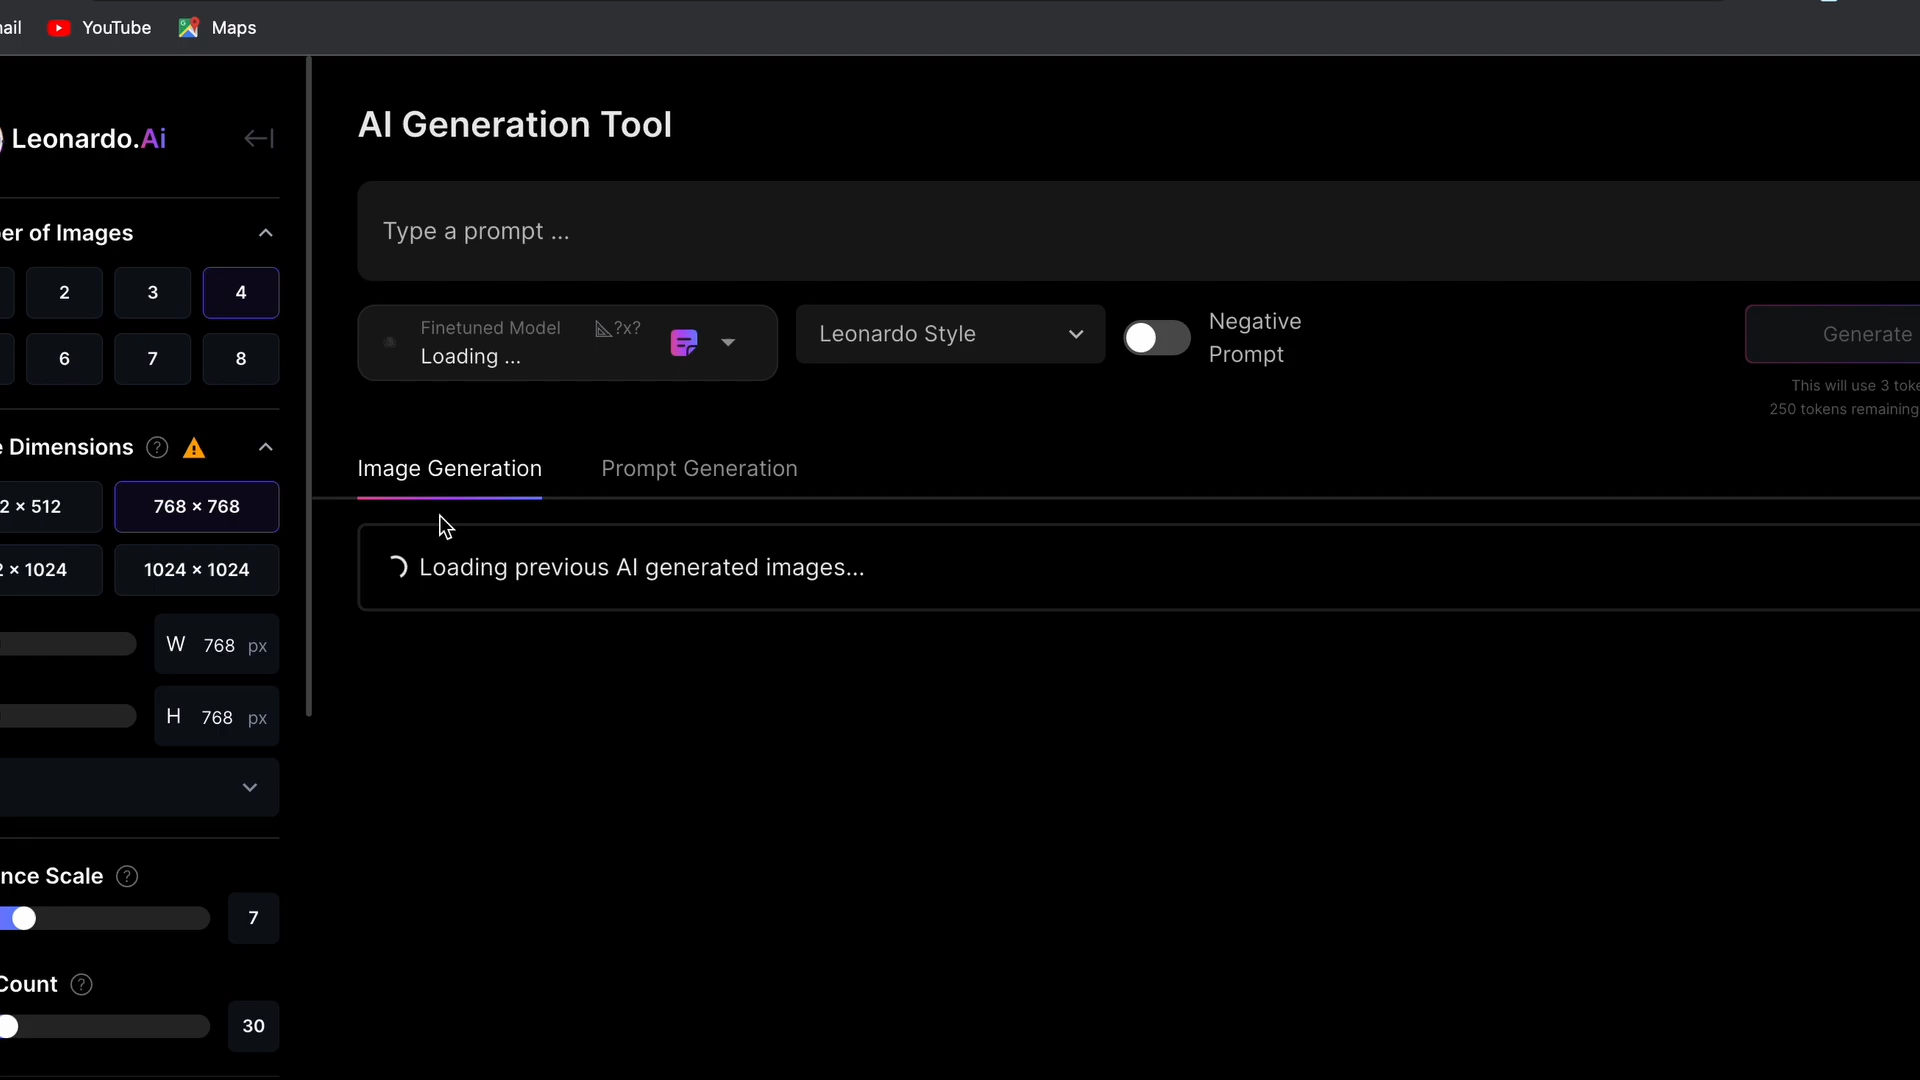 ail YouTube Maps
Leonardo.Ai
er of Images
2 3 4
6 7 8
e Dimensions ?
2 × 512 768 × 768
2 × 1024 1024 × 1024
W 768 px
H 768 px
nce Scale ?
7
Count ?
30
AI Generation Tool
Type a prompt ...
Finetuned Model ?x?
Loading ...
Leonardo Style
Negative
Prompt
Generate
This will use 3 toke
250 tokens remaining
Image Generation Prompt Generation
Loading previous AI generated images...